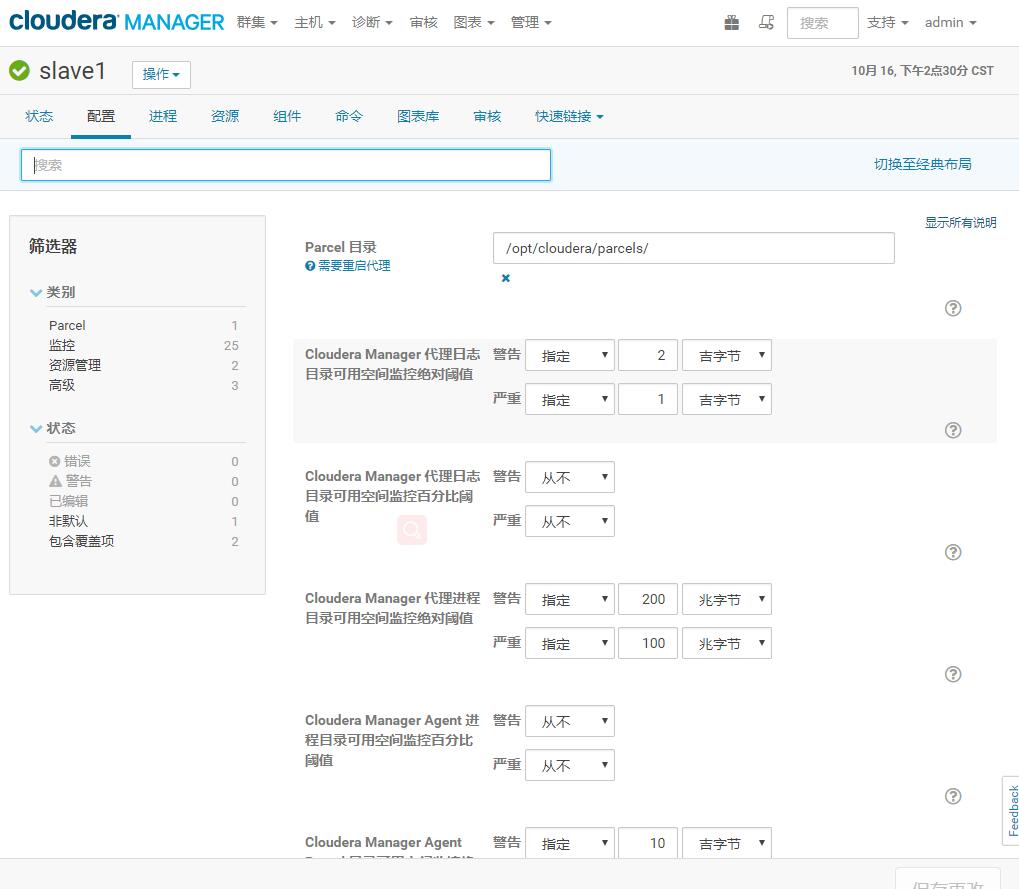 cloudera MANAGER 群集 主机 诊断 审核 图表 管理 搜索 支持 admin
slave1 操作 10月 16, 下午2点30分 CST
状态 配置 进程 资源 组件 命令 图表库 审核 快速链接
搜索 切换至经典布局
显示所有说明
筛选器
类别
Parcel 1
监控 25
资源管理 2
高级 3
状态
错误 0
警告 0
已编辑 0
非默认 1
包含覆盖项 2
Parcel 目录 /opt/cloudera/parcels/
需要重启代理
Cloudera Manager 代理日志 警告 指定 2 吉字节
目录可用空间监控绝对阈值
严重 指定 1 吉字节
Cloudera Manager 代理日志 警告 从不
目录可用空间监控百分比阈
值 严重 从不
Cloudera Manager 代理进程 警告 指定 200 兆字节
目录可用空间监控绝对阈值
严重 指定 100 兆字节
Cloudera Manager Agent 进 警告 从不
程目录可用空间监控百分比
阈值 严重 从不
Feedback
Cloudera Manager Agent 警告 指定 10 吉字节
保存更改